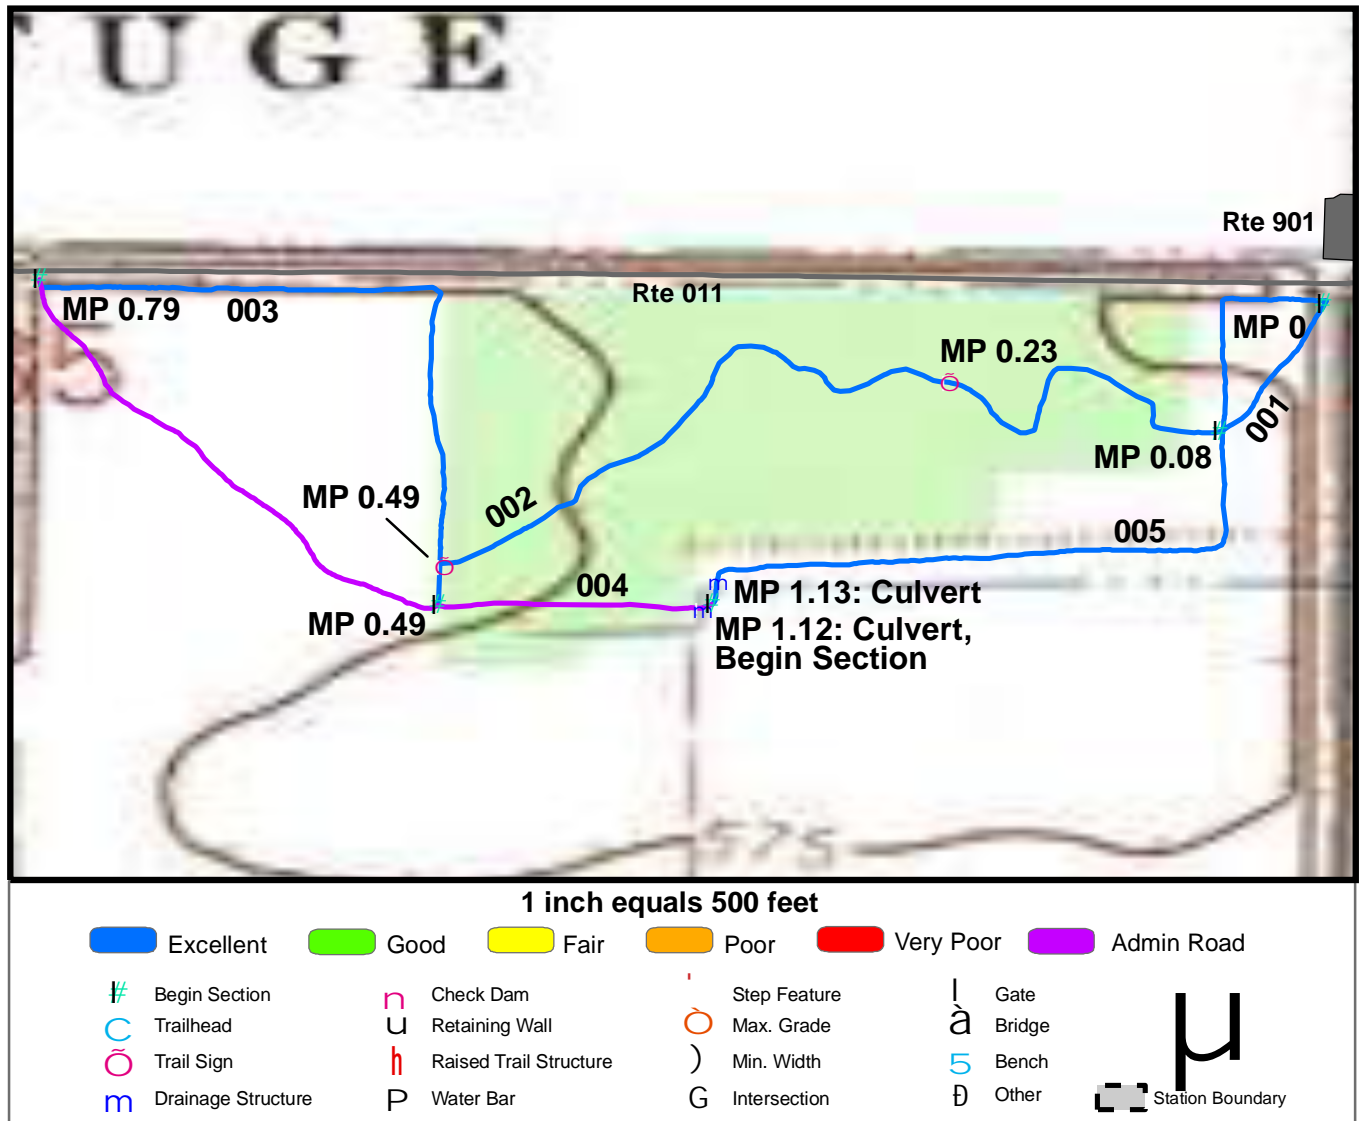 UGE
Rte 901
Rte 011
MP 0.79
003
MP 0
MP 0.23
001
MP 0.08
MP 0.49
002
005
004
MP 1.13: Culvert
MP 0.49
MP 1.12: Culvert,
Begin Section
575
1 inch equals 500 feet
Excellent
Good
Fair
Poor
Very Poor
Admin Road
# Begin Section
n Check Dam
' Step Feature
l Gate
C Trailhead
u Retaining Wall
Ò Max. Grade
à Bridge
Õ Trail Sign
h Raised Trail Structure
) Min. Width
5 Bench
m Drainage Structure
P Water Bar
G Intersection
Ð Other
µ
Station Boundary